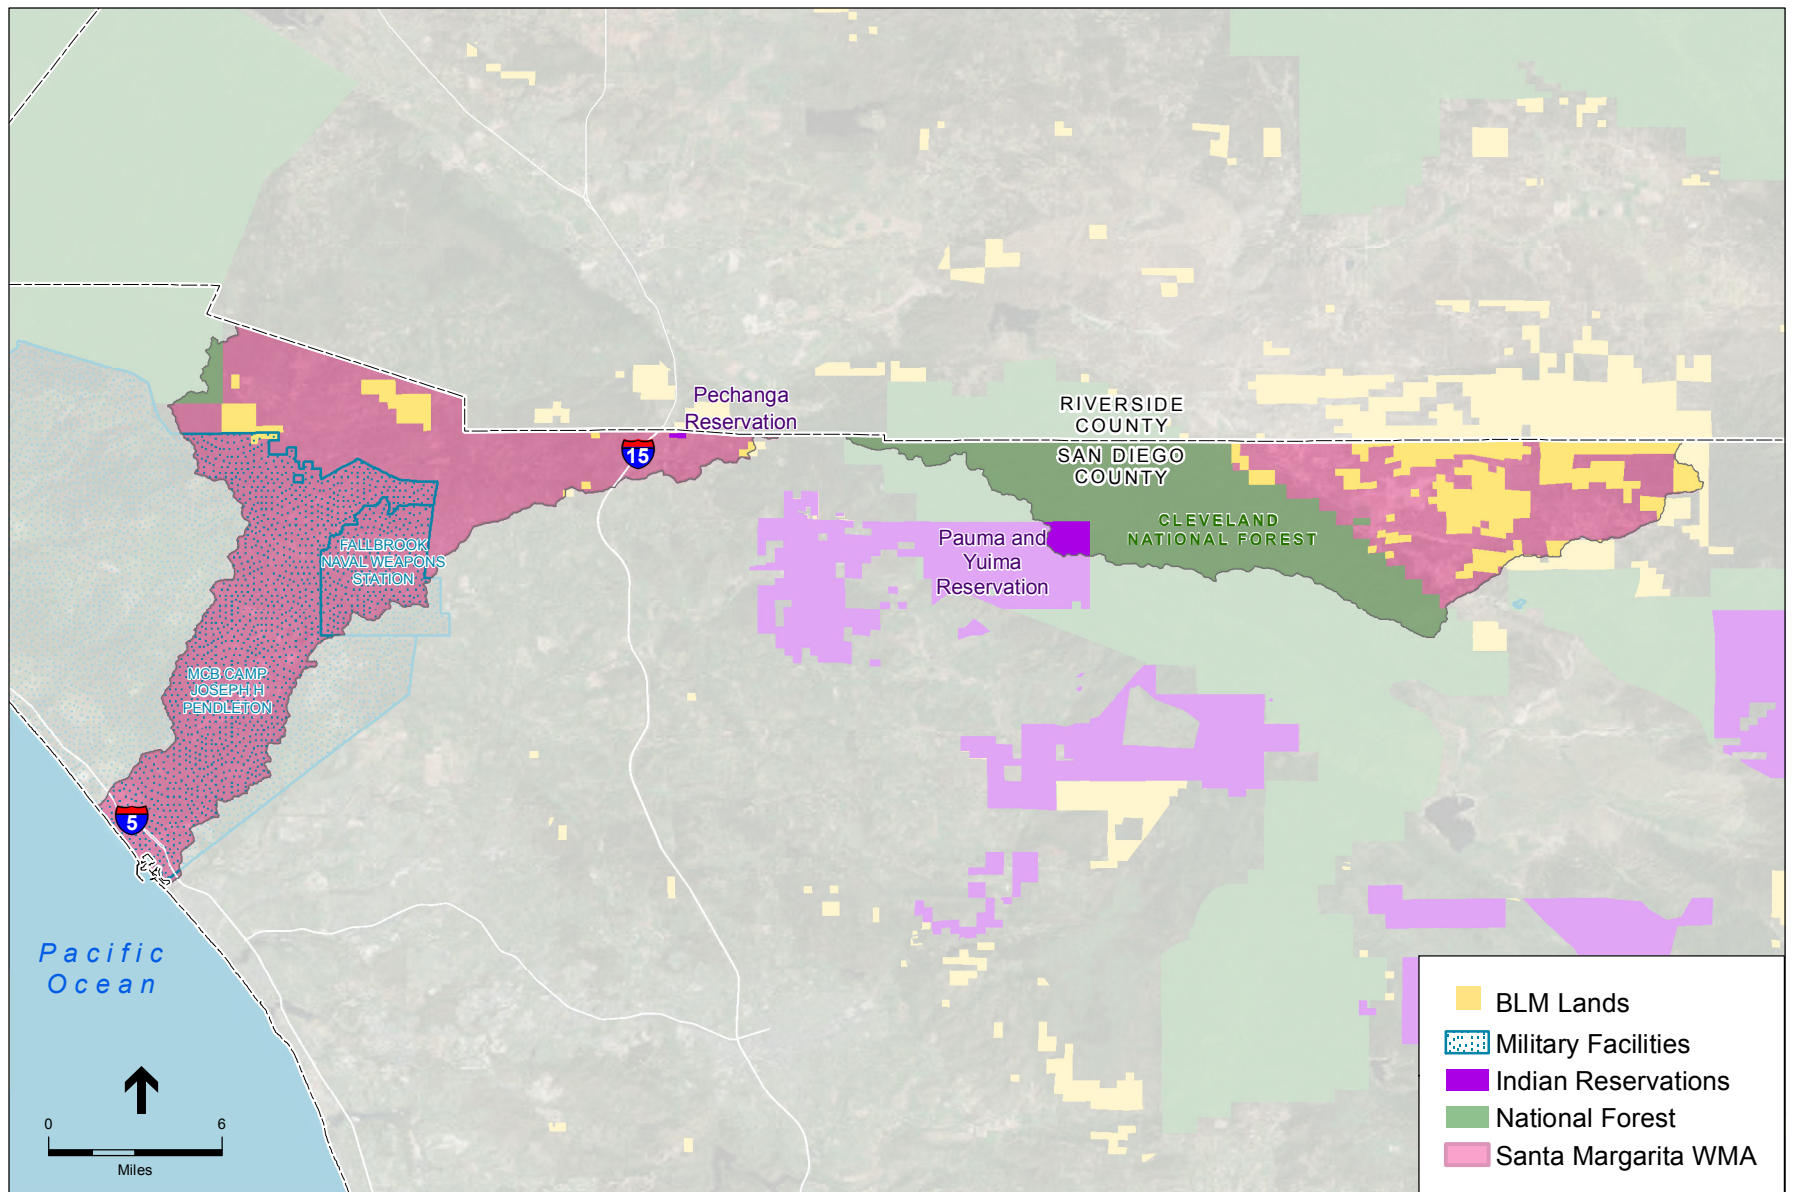 Pechanga
Reservation
RIVERSIDE
COUNTY
15
SAN DIEGO
COUNTY
CLEVELAND
NATIONAL FOREST
Pauma and
Yuima
Reservation
FALLBROOK
NAVAL WEAPONS
STATION
MCB CAMP
JOSEPH H
PENDLETON
5
Pacific
Ocean
0 6
Miles
BLM Lands
Military Facilities
Indian Reservations
National Forest
Santa Margarita WMA